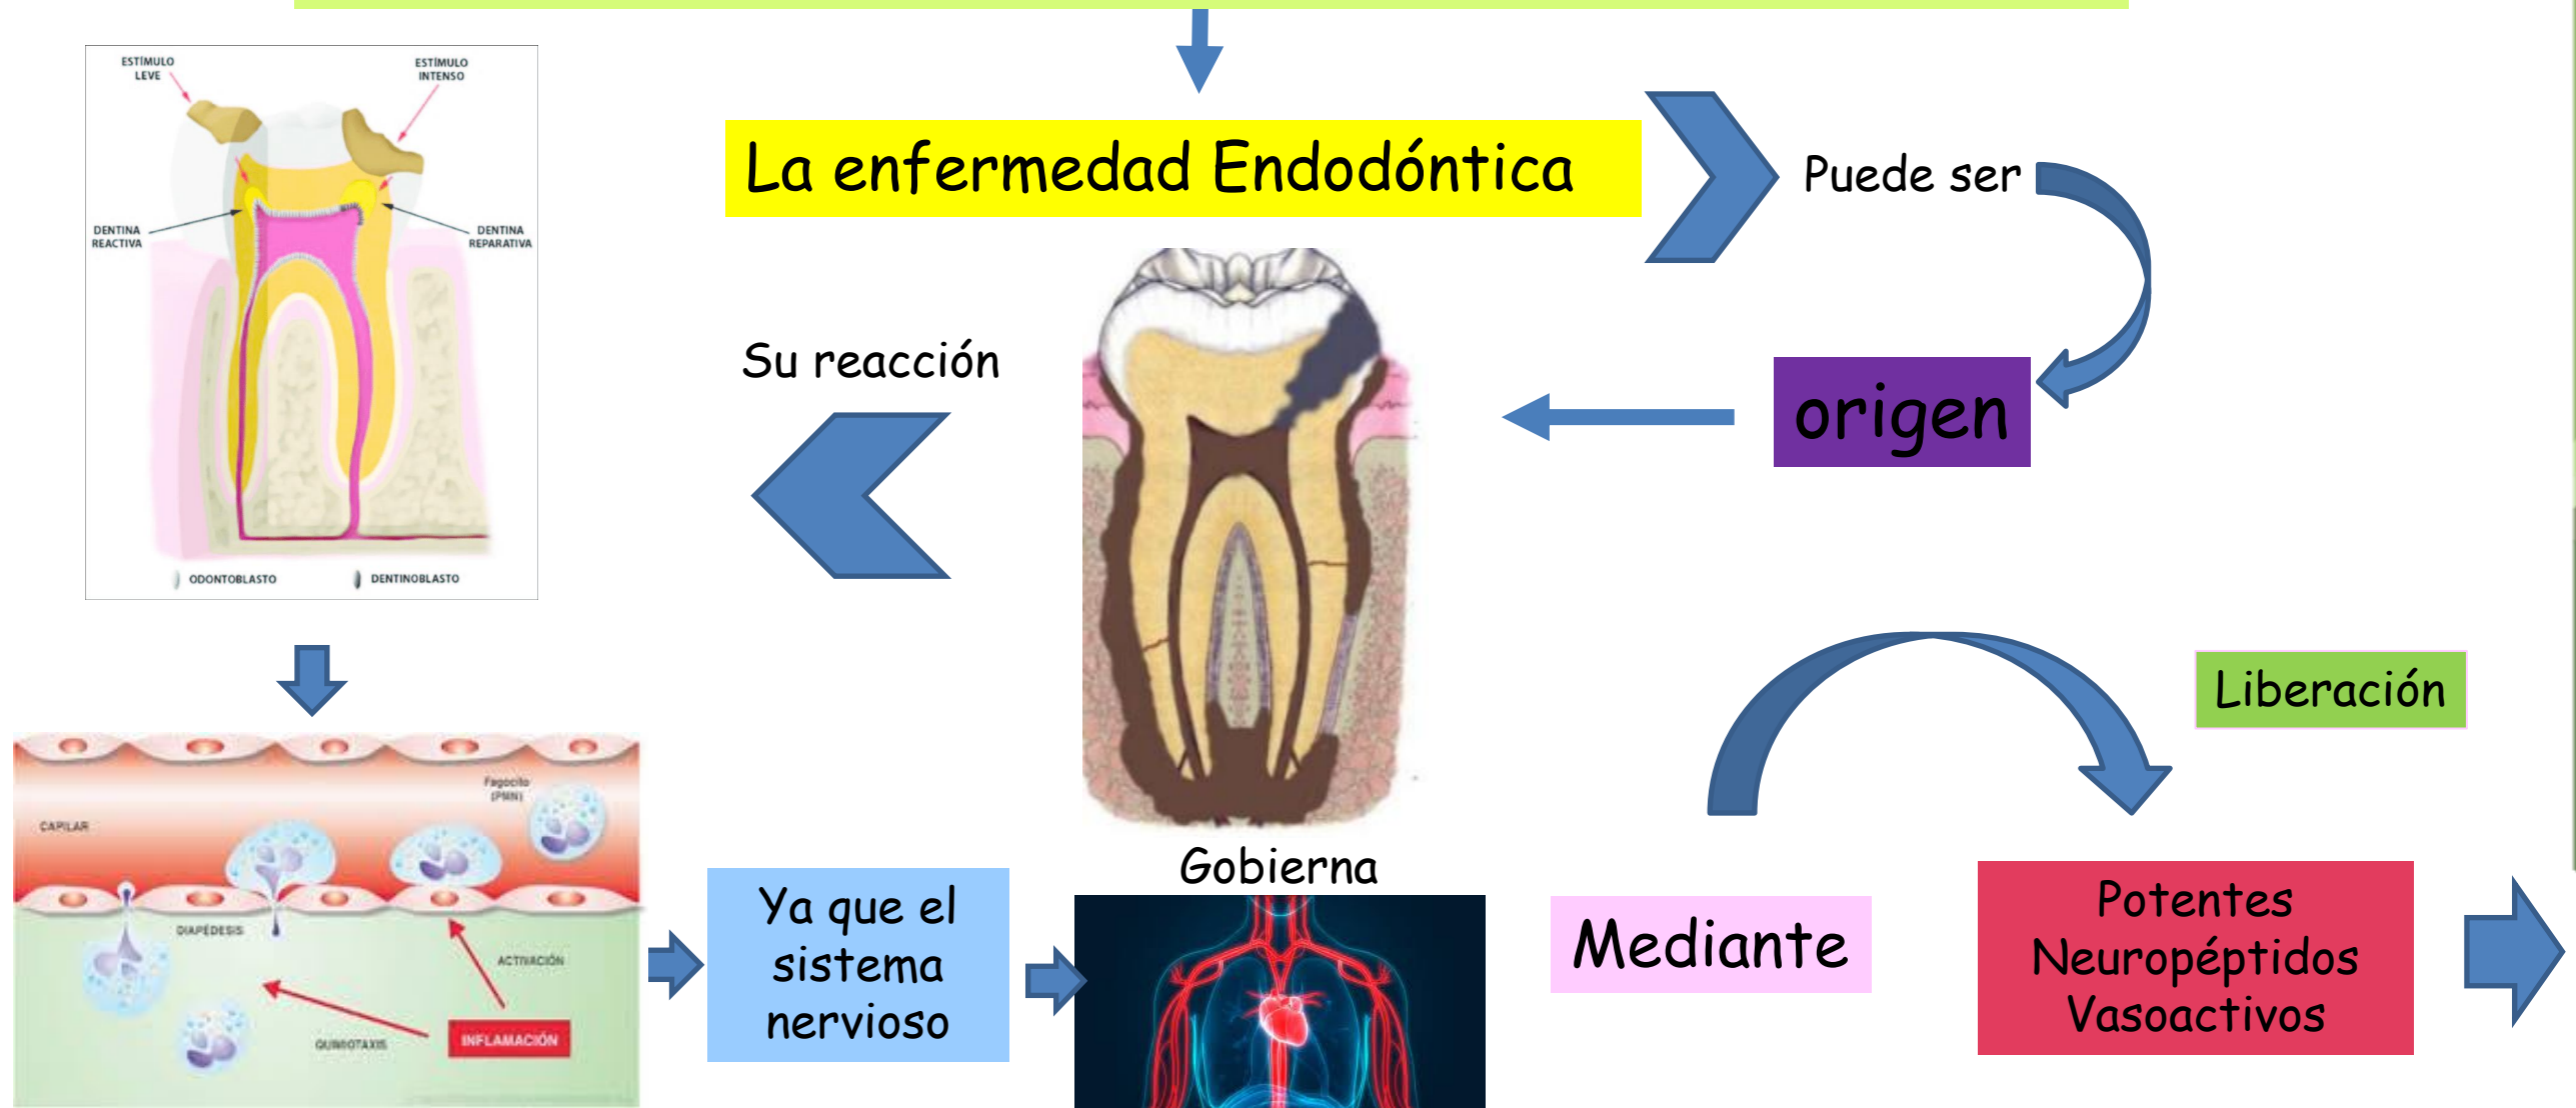 ESTÍMULO
LEVE
ESTÍMULO
INTENSO
DENTINA
REACTIVA
DENTINA
REPARATIVA
ODONTOBLASTO
DENTINOBLASTO
La enfermedad Endodóntica
Puede ser
origen
Su reacción
Fagocito
(PMN)
CAPILAR
DIAPÉDESIS
ACTIVACIÓN
QUIMIOTAXIS
INFLAMACIÓN
Ya que el
sistema
nervioso
Gobierna
Mediante
Liberación
Potentes
Neuropéptidos
Vasoactivos